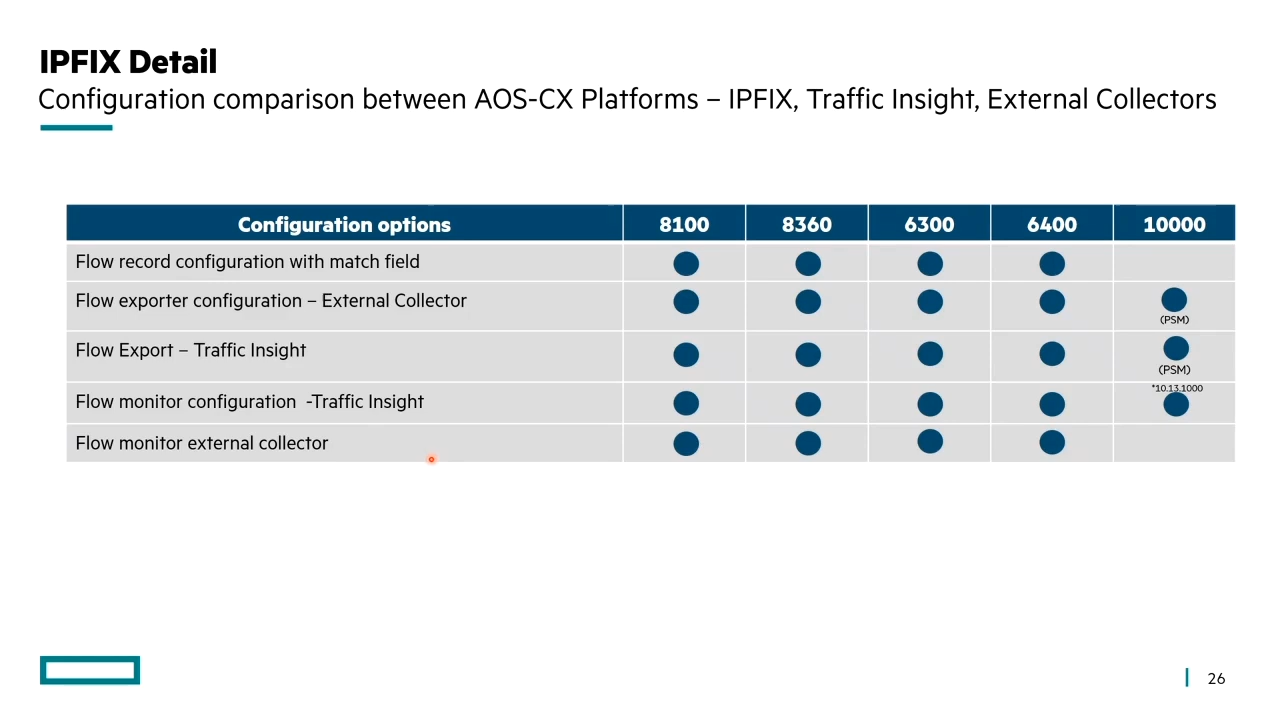 IPFIX Detail
Configuration comparison between AOS-CX Platforms – IPFIX, Traffic Insight, External Collectors
Configuration options 8100 8360 6300 6400 10000
Flow record configuration with match field
Flow exporter configuration – External Collector
(PSM)
Flow Export – Traffic Insight
(PSM)
*10.13.1000
Flow monitor configuration -Traffic Insight
Flow monitor external collector
26